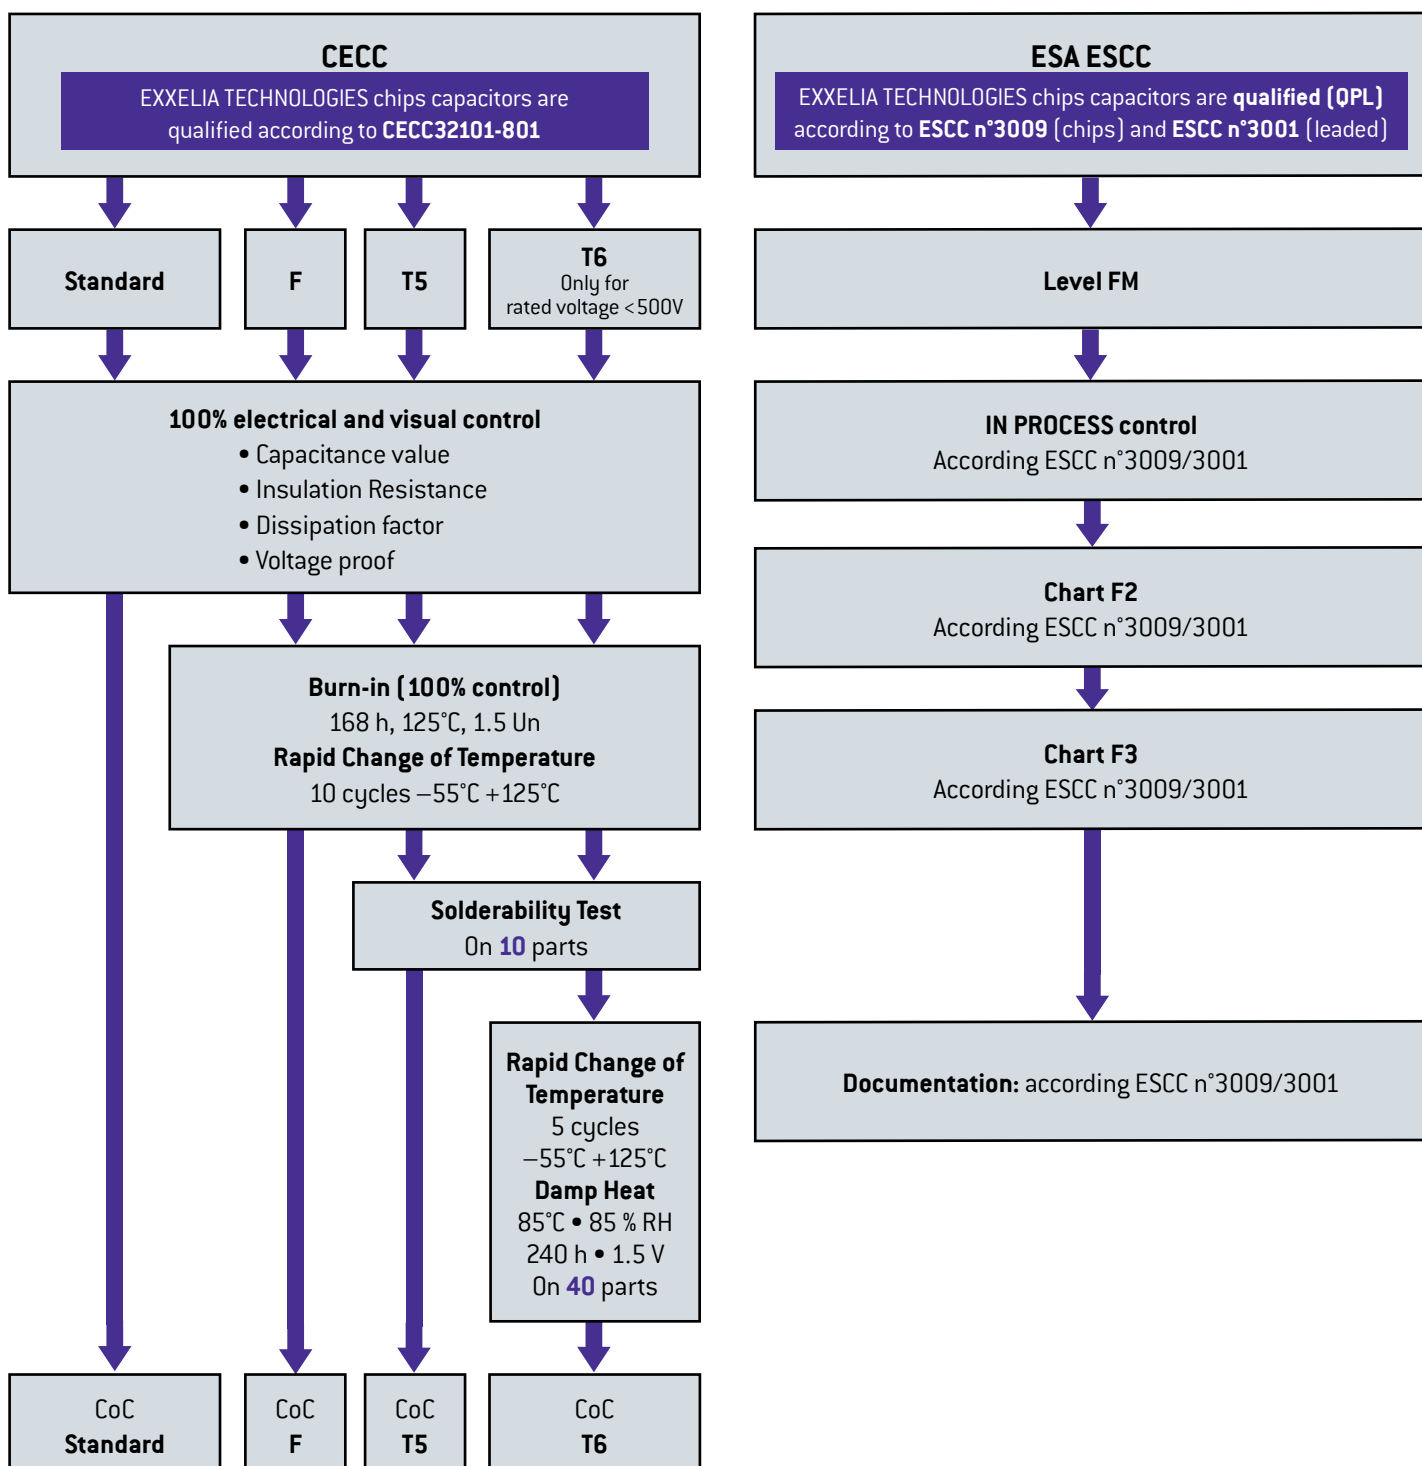 CECC
EXXELIA TECHNOLOGIES chips capacitors are
qualified according to CECC32101-801
Standard
F
T5
T6
Only for
rated voltage <500V
100% electrical and visual control
• Capacitance value
• Insulation Resistance
• Dissipation factor
• Voltage proof
Burn-in (100% control)
168 h, 125°C, 1.5 Un
Rapid Change of Temperature
10 cycles –55°C +125°C
Solderability Test
On 10 parts
Rapid Change of
Temperature
5 cycles
–55°C +125°C
Damp Heat
85°C • 85 % RH
240 h • 1.5 V
On 40 parts
CoC
Standard
CoC
F
CoC
T5
CoC
T6
ESA ESCC
EXXELIA TECHNOLOGIES chips capacitors are qualified (QPL)
according to ESCC n°3009 (chips) and ESCC n°3001 (leaded)
Level FM
IN PROCESS control
According ESCC n°3009/3001
Chart F2
According ESCC n°3009/3001
Chart F3
According ESCC n°3009/3001
Documentation: according ESCC n°3009/3001